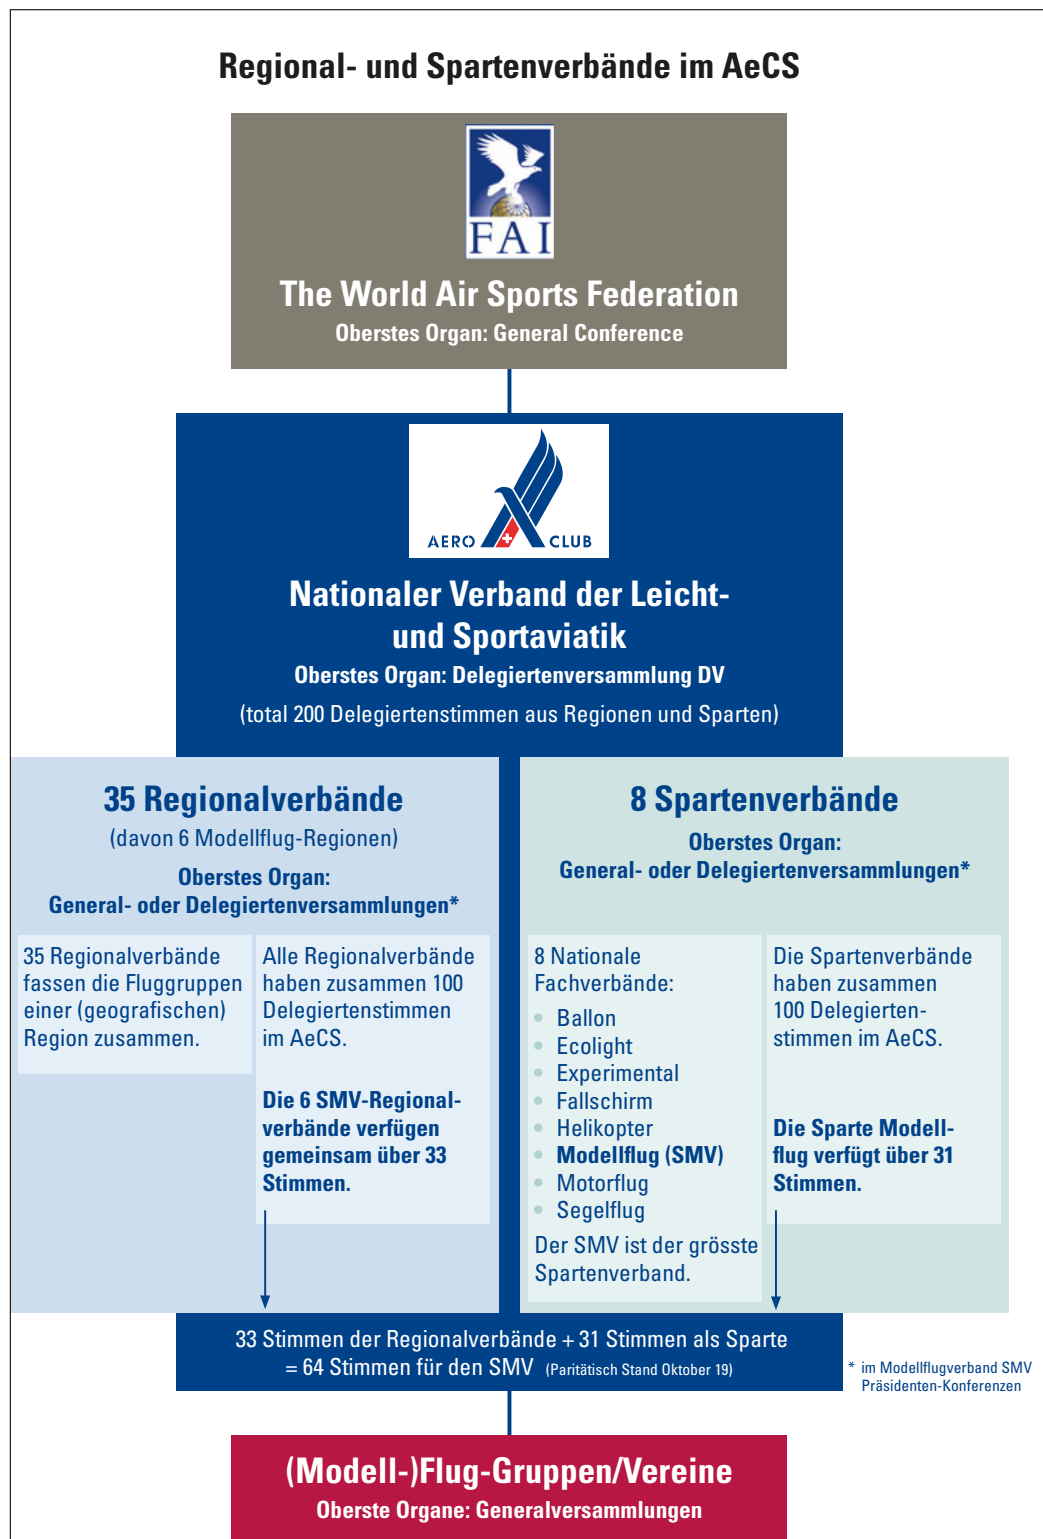 Regional- und Spartenverbände im AeCS
FAI
The World Air Sports Federation
Oberstes Organ: General Conference
AERO CLUB
Nationaler Verband der Leicht-
und Sportaviatik
Oberstes Organ: Delegiertenversammlung DV
(total 200 Delegiertenstimmen aus Regionen und Sparten)
35 Regionalverbände
(davon 6 Modellflug-Regionen)
Oberstes Organ:
General- oder Delegiertenversammlungen*
35 Regionalverbände
fassen die Fluggruppen
einer (geografischen)
Region zusammen.
Alle Regionalverbände
haben zusammen 100
Delegiertenstimmen
im AeCS.
Die 6 SMV-Regional-
verbände verfügen
gemeinsam über 33
Stimmen.
8 Spartenverbände
Oberstes Organ:
General- oder Delegiertenversammlungen*
8 Nationale
Fachverbände:
• Ballon
• Ecolight
• Experimental
• Fallschirm
• Helikopter
• Modellflug (SMV)
• Motorflug
• Segelflug
Der SMV ist der grösste
Spartenverband.
Die Spartenverbände
haben zusammen
100 Delegierten-
stimmen im AeCS.
Die Sparte Modell-
flug verfügt über 31
Stimmen.
33 Stimmen der Regionalverbände + 31 Stimmen als Sparte
= 64 Stimmen für den SMV (Paritätisch Stand Oktober 19)
* im Modellflugverband SMV
Präsidenten-Konferenzen
(Modell-)Flug-Gruppen/Vereine
Oberste Organe: Generalversammlungen